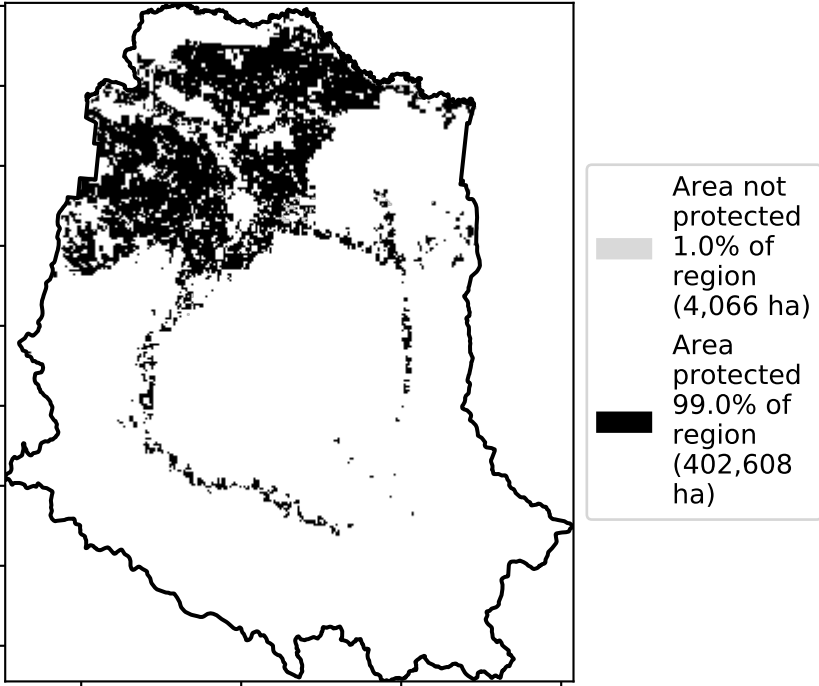 Area not
protected
1.0% of
region
(4,066 ha)
Area
protected
99.0% of
region
(402,608
ha)